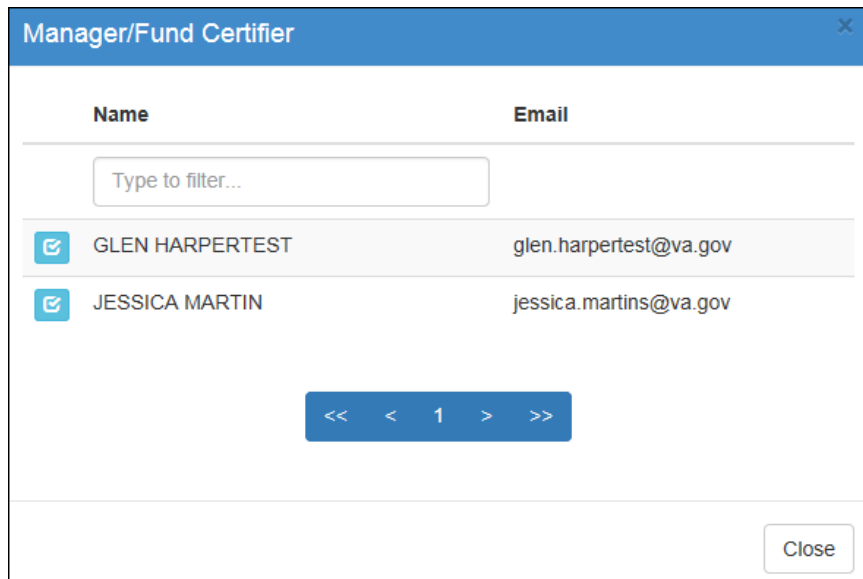 Manager/Fund Certifier ×
Name Email
Type to filter...
GLEN HARPERTEST glen.harpertest@va.gov
JESSICA MARTIN jessica.martins@va.gov
<< < 1 > >>
Close